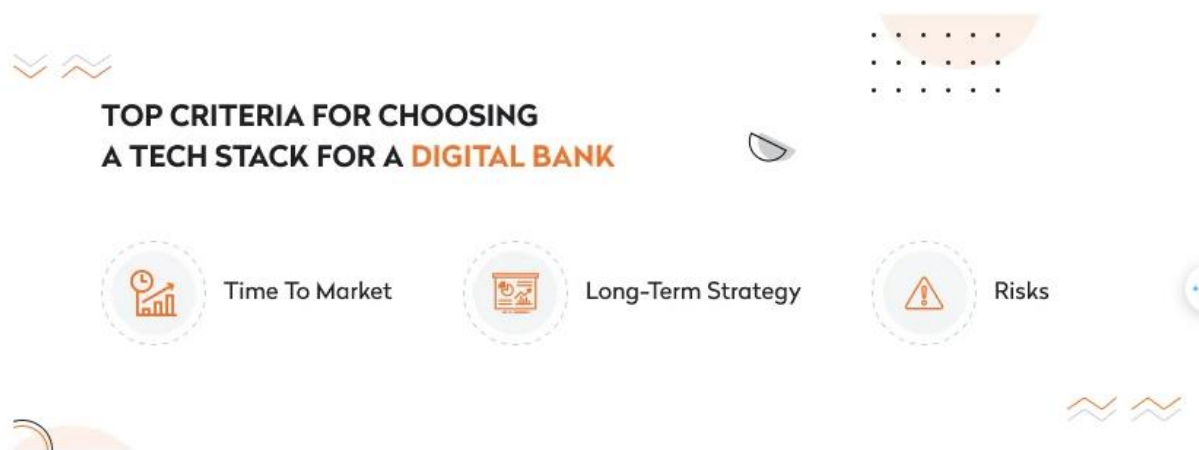 TOP CRITERIA FOR CHOOSING
A TECH STACK FOR A DIGITAL BANK
Time To Market
Long-Term Strategy
Risks